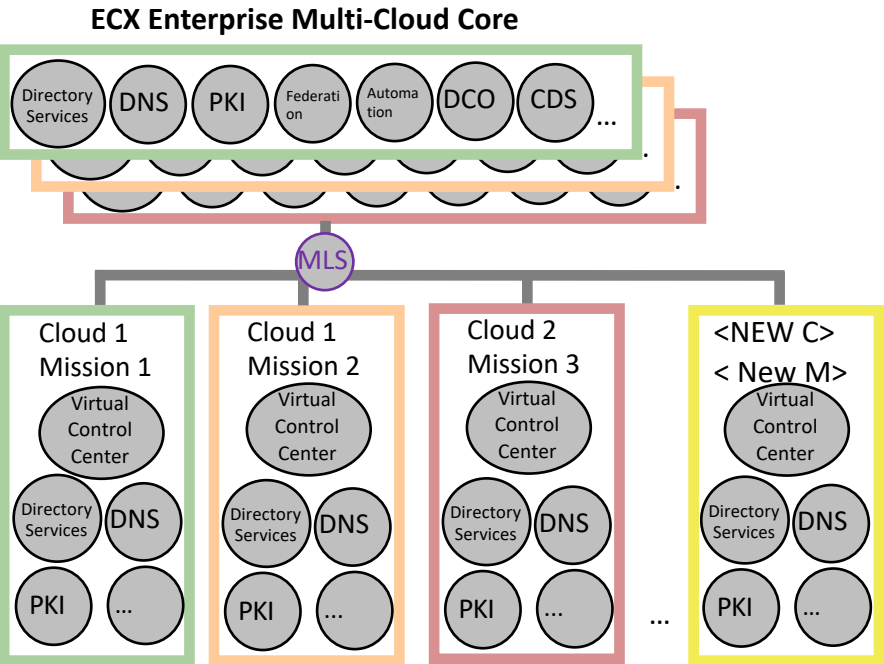 ECX Enterprise Multi-Cloud Core
Directory
Services
DNS
PKI
Federati
on
Automa
tion
DCO
CDS
...
.
.
MLS
Cloud 1
Mission 1
Virtual
Control
Center
Directory
Services
DNS
PKI
...
Cloud 1
Mission 2
Virtual
Control
Center
Directory
Services
DNS
PKI
...
Cloud 2
Mission 3
Virtual
Control
Center
Directory
Services
DNS
PKI
...
...
<NEW C>
< New M>
Virtual
Control
Center
Directory
Services
DNS
PKI
...